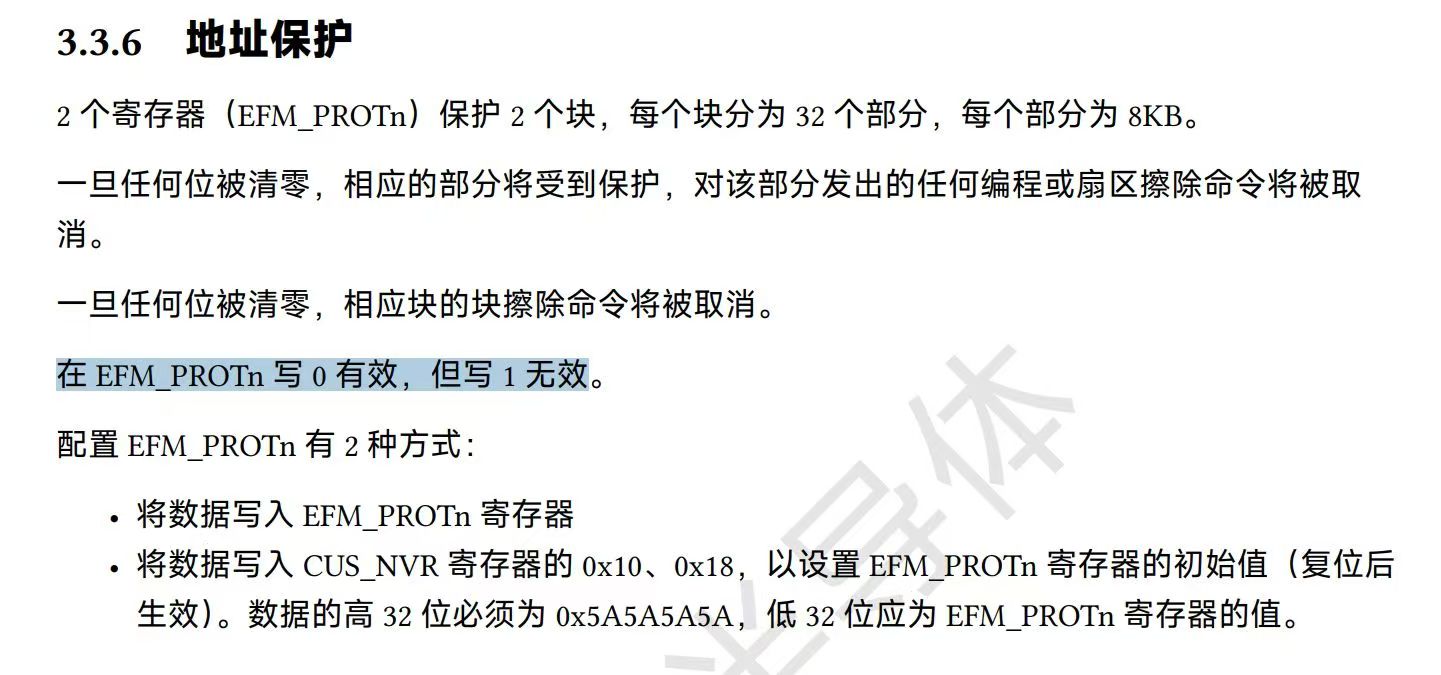 3.3.6 地址保护
2 个寄存器（EFM_PROTn）保护 2 个块，每个块分为 32 个部分，每个部分为 8KB。
一旦任何位被清零，相应的部分将受到保护，对该部分发出的任何编程或扇区擦除命令将被取
消。
一旦任何位被清零，相应块的块擦除命令将被取消。
在 EFM_PROTn 写 0 有效，但写 1 无效。
配置 EFM_PROTn 有 2 种方式：
• 将数据写入 EFM_PROTn 寄存器
• 将数据写入 CUS_NVR 寄存器的 0x10、0x18，以设置 EFM_PROTn 寄存器的初始值（复位后
生效）。数据的高 32 位必须为 0x5A5A5A5A，低 32 位应为 EFM_PROTn 寄存器的值。
半导体